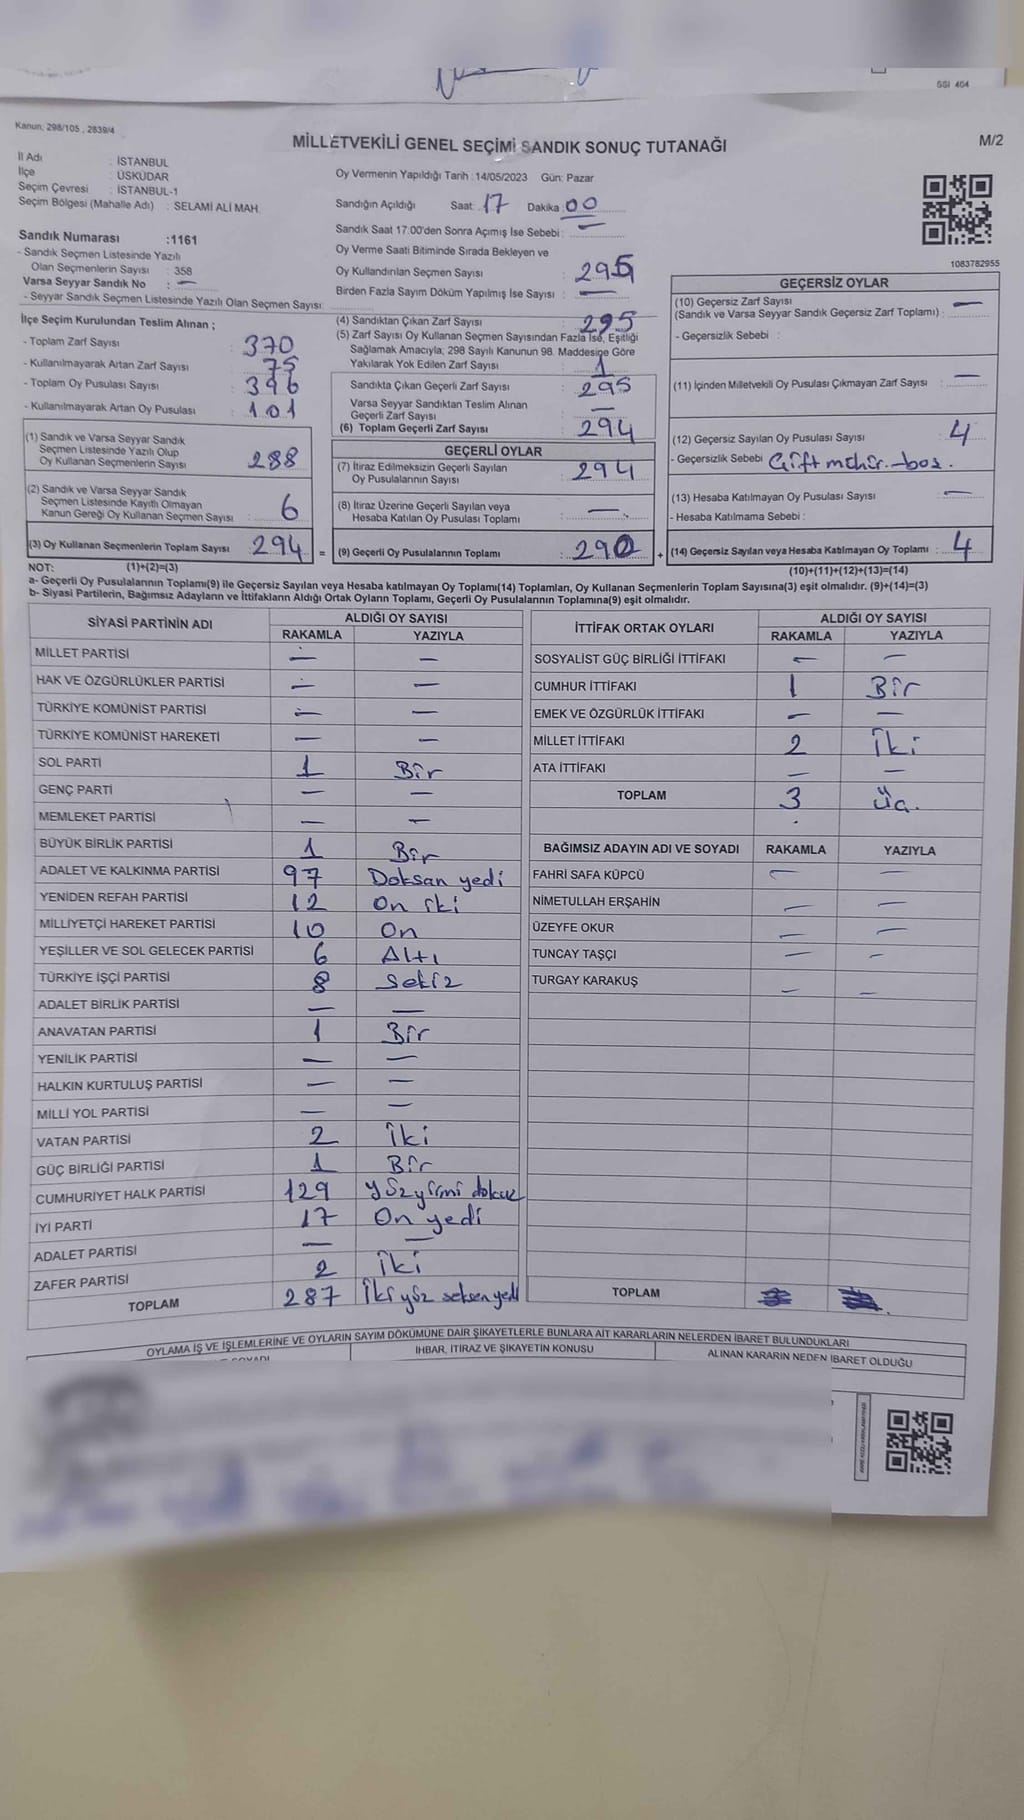 SSI 404
Kanun, 298/105 , 2839/4
MİLLETVEKİLİ GENEL SEÇİMİ SANDIK SONUÇ TUTANAĞI
M/2
İl Adı : İSTANBUL
İlçe : ÜSKÜDAR
Seçim Çevresi : İSTANBUL-1
Seçim Bölgesi (Mahalle Adı) : SELAMİ ALİ MAH.
Oy Vermenin Yapıldığı Tarih : 14/05/2023 Gün: Pazar
Sandığın Açıldığı Saat: 17 Dakika 00
Sandık Saat 17.00'den Sonra Açımış İse Sebebi : —
Oy Verme Saati Bitiminde Sırada Bekleyen ve
Oy Kullandırılan Seçmen Sayısı : 295
Birden Fazla Sayım Döküm Yapılmış İse Sayısı : —
1083782955
Sandık Numarası :1161
- Sandık Seçmen Listesinde Yazılı
Olan Seçmenlerin Sayısı : 358
Varsa Seyyar Sandık No : —
- Seyyar Sandık Seçmen Listesinde Yazılı Olan Seçmen Sayısı:
İlçe Seçim Kurulundan Teslim Alınan ;
- Toplam Zarf Sayısı : 370
- Kullanılmayarak Artan Zarf Sayısı : 75
- Toplam Oy Pusulası Sayısı : 396
- Kullanılmayarak Artan Oy Pusulası : 101
(1) Sandık ve Varsa Seyyar Sandık
Seçmen Listesinde Yazılı Olup
Oy Kullanan Seçmenlerin Sayısı : 288
(2) Sandık ve Varsa Seyyar Sandık
Seçmen Listesinde Kayıtlı Olmayan
Kanun Gereği Oy Kullanan Seçmen Sayısı : 6
(3) Oy Kullanan Seçmenlerin Toplam Sayısı : 294 =
(4) Sandıktan Çıkan Zarf Sayısı : 295
(5) Zarf Sayısı Oy Kullanan Seçmen Sayısından Fazla İse, Eşitliği
Sağlamak Amacıyla; 298 Sayılı Kanunun 98. Maddesine Göre
Yakılarak Yok Edilen Zarf Sayısı : 1
Sandıkta Çıkan Geçerli Zarf Sayısı : 295
Varsa Seyyar Sandıktan Teslim Alınan
Geçerli Zarf Sayısı : —
(6) Toplam Geçerli Zarf Sayısı : 294
GEÇERLİ OYLAR
(7) İtiraz Edilmeksizin Geçerli Sayılan
Oy Pusulalarının Sayısı : 294
(8) İtiraz Üzerine Geçerli Sayılan veya
Hesaba Katılan Oy Pusulası Toplamı : —
(9) Geçerli Oy Pusulalarının Toplamı : 290 +
GEÇERSİZ OYLAR
(10) Geçersiz Zarf Sayısı —
(Sandık ve Varsa Seyyar Sandık Geçersiz Zarf Toplamı) :
- Geçersizlik Sebebi :
(11) İçinden Milletvekili Oy Pusulası Çıkmayan Zarf Sayısı : —
(12) Geçersiz Sayılan Oy Pusulası Sayısı : 4
- Geçersizlik Sebebi Çift mühür-boş.
(13) Hesaba Katılmayan Oy Pusulası Sayısı : —
- Hesaba Katılmama Sebebi :
(14) Geçersiz Sayılan veya Hesaba Katılmayan Oy Toplamı : 4
NOT: (1)+(2)=(3)
(10)+(11)+(12)+(13)=(14)
a- Geçerli Oy Pusulalarının Toplamı(9) ile Geçersiz Sayılan veya Hesaba katılmayan Oy Toplamı(14) Toplamları, Oy Kullanan Seçmenlerin Toplam Sayısına(3) eşit olmalıdır. (9)+(14)=(3)
b- Siyasi Partilerin, Bağımsız Adayların ve İttifakların Aldığı Ortak Oyların Toplamı, Geçerli Oy Pusulalarının Toplamına(9) eşit olmalıdır.
SİYASİ PARTİNİN ADI ALDIĞI OY SAYISI
RAKAMLA YAZIYLA
MİLLET PARTİSİ — —
HAK VE ÖZGÜRLÜKLER PARTİSİ — —
TÜRKİYE KOMÜNİST PARTİSİ — —
TÜRKİYE KOMÜNİST HAREKETİ — —
SOL PARTİ 1 Bir
GENÇ PARTİ — —
MEMLEKET PARTİSİ — —
BÜYÜK BİRLİK PARTİSİ 1 Bir
ADALET VE KALKINMA PARTİSİ 97 Doksan yedi
YENİDEN REFAH PARTİSİ 12 On iki
MİLLİYETÇİ HAREKET PARTİSİ 10 On
YEŞİLLER VE SOL GELECEK PARTİSİ 6 Altı
TÜRKİYE İŞÇİ PARTİSİ 8 Sekiz
ADALET BİRLİK PARTİSİ — —
ANAVATAN PARTİSİ 1 Bir
YENİLİK PARTİSİ — —
HALKIN KURTULUŞ PARTİSİ — —
MİLLİ YOL PARTİSİ — —
VATAN PARTİSİ 2 İki
GÜÇ BİRLİĞİ PARTİSİ 1 Bir
CUMHURİYET HALK PARTİSİ 129 Yüz yirmi dokuz
İYİ PARTİ 17 On yedi
ADALET PARTİSİ — —
ZAFER PARTİSİ 2 İki
TOPLAM 287 İki yüz seksen yedi
İTTİFAK ORTAK OYLARI ALDIĞI OY SAYISI
RAKAMLA YAZIYLA
SOSYALİST GÜÇ BİRLİĞİ İTTİFAKI — —
CUMHUR İTTİFAKI 1 Bir
EMEK VE ÖZGÜRLÜK İTTİFAKI — —
MİLLET İTTİFAKI 2 İki
ATA İTTİFAKI — —
TOPLAM 3 Üç.
BAĞIMSIZ ADAYIN ADI VE SOYADI RAKAMLA YAZIYLA
FAHRİ SAFA KÜPCÜ — —
NİMETULLAH ERŞAHİN — —
ÜZEYFE OKUR — —
TUNCAY TAŞÇI — —
TURGAY KARAKUŞ — —
TOPLAM
OYLAMA İŞ VE İŞLEMLERİNE VE OYLARIN SAYIM DÖKÜMÜNE DAİR ŞİKAYETLERLE BUNLARA AİT KARARLARIN NELERDEN İBARET BULUNDUKLARI
İHBAR, İTİRAZ VE ŞİKAYETİN KONUSU
ALINAN KARARIN NEDEN İBARET OLDUĞU